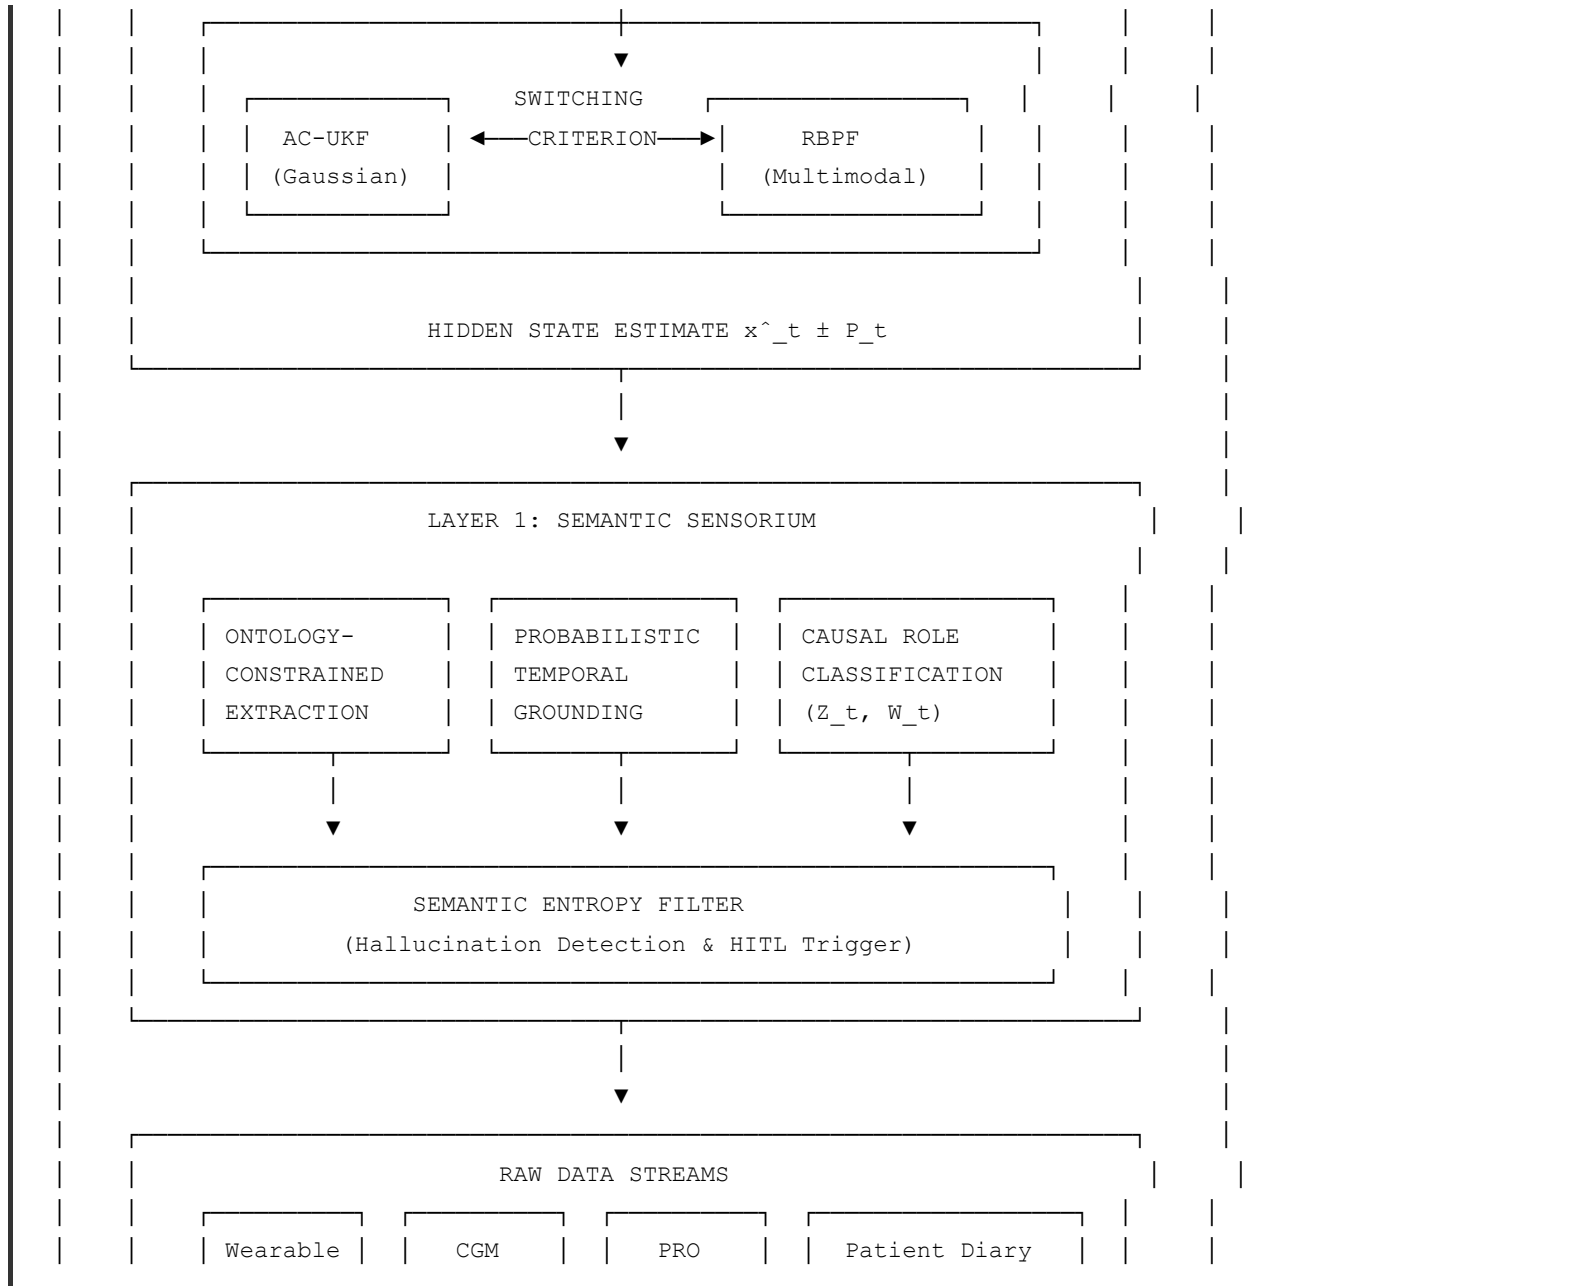 SWITCHING
AC-UKF ◄───CRITERION───► RBPF
(Gaussian) (Multimodal)
HIDDEN STATE ESTIMATE xˆ_t ± P_t
LAYER 1: SEMANTIC SENSORIUM
ONTOLOGY- PROBABILISTIC CAUSAL ROLE
CONSTRAINED TEMPORAL CLASSIFICATION
EXTRACTION GROUNDING (Z_t, W_t)
SEMANTIC ENTROPY FILTER
(Hallucination Detection & HITL Trigger)
RAW DATA STREAMS
Wearable CGM PRO Patient Diary